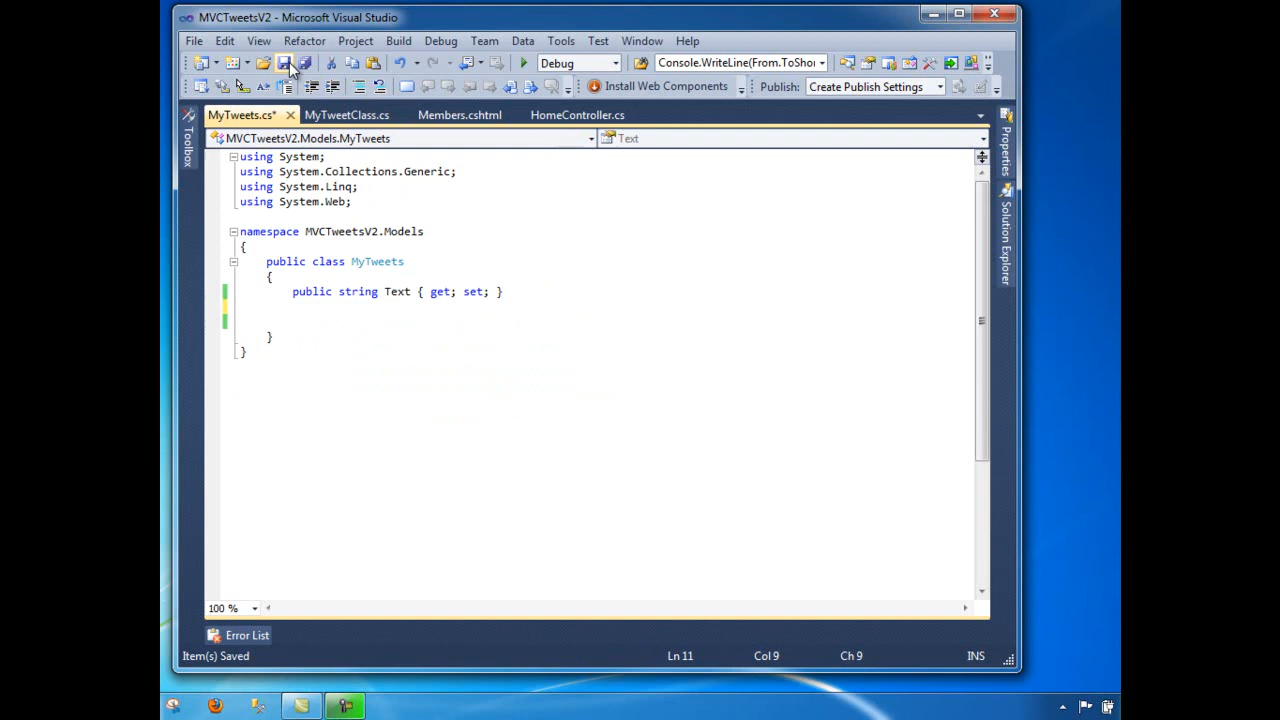 MVCTweetsV2 - Microsoft Visual Studio
File Edit View Refactor Project Build Debug Team Data Tools Test Window Help
Debug Console.WriteLine(From.ToShor
Install Web Components Publish: Create Publish Settings
MyTweets.cs* MyTweetClass.cs Members.cshtml HomeController.cs
MVCTweetsV2.Models.MyTweets Text
Toolbox
Properties
Solution Explorer
using System;
using System.Collections.Generic;
using System.Linq;
using System.Web;
namespace MVCTweetsV2.Models
{
public class MyTweets
{
public string Text { get; set; }
}
}
100 %
Error List
Item(s) Saved Ln 11 Col 9 Ch 9 INS